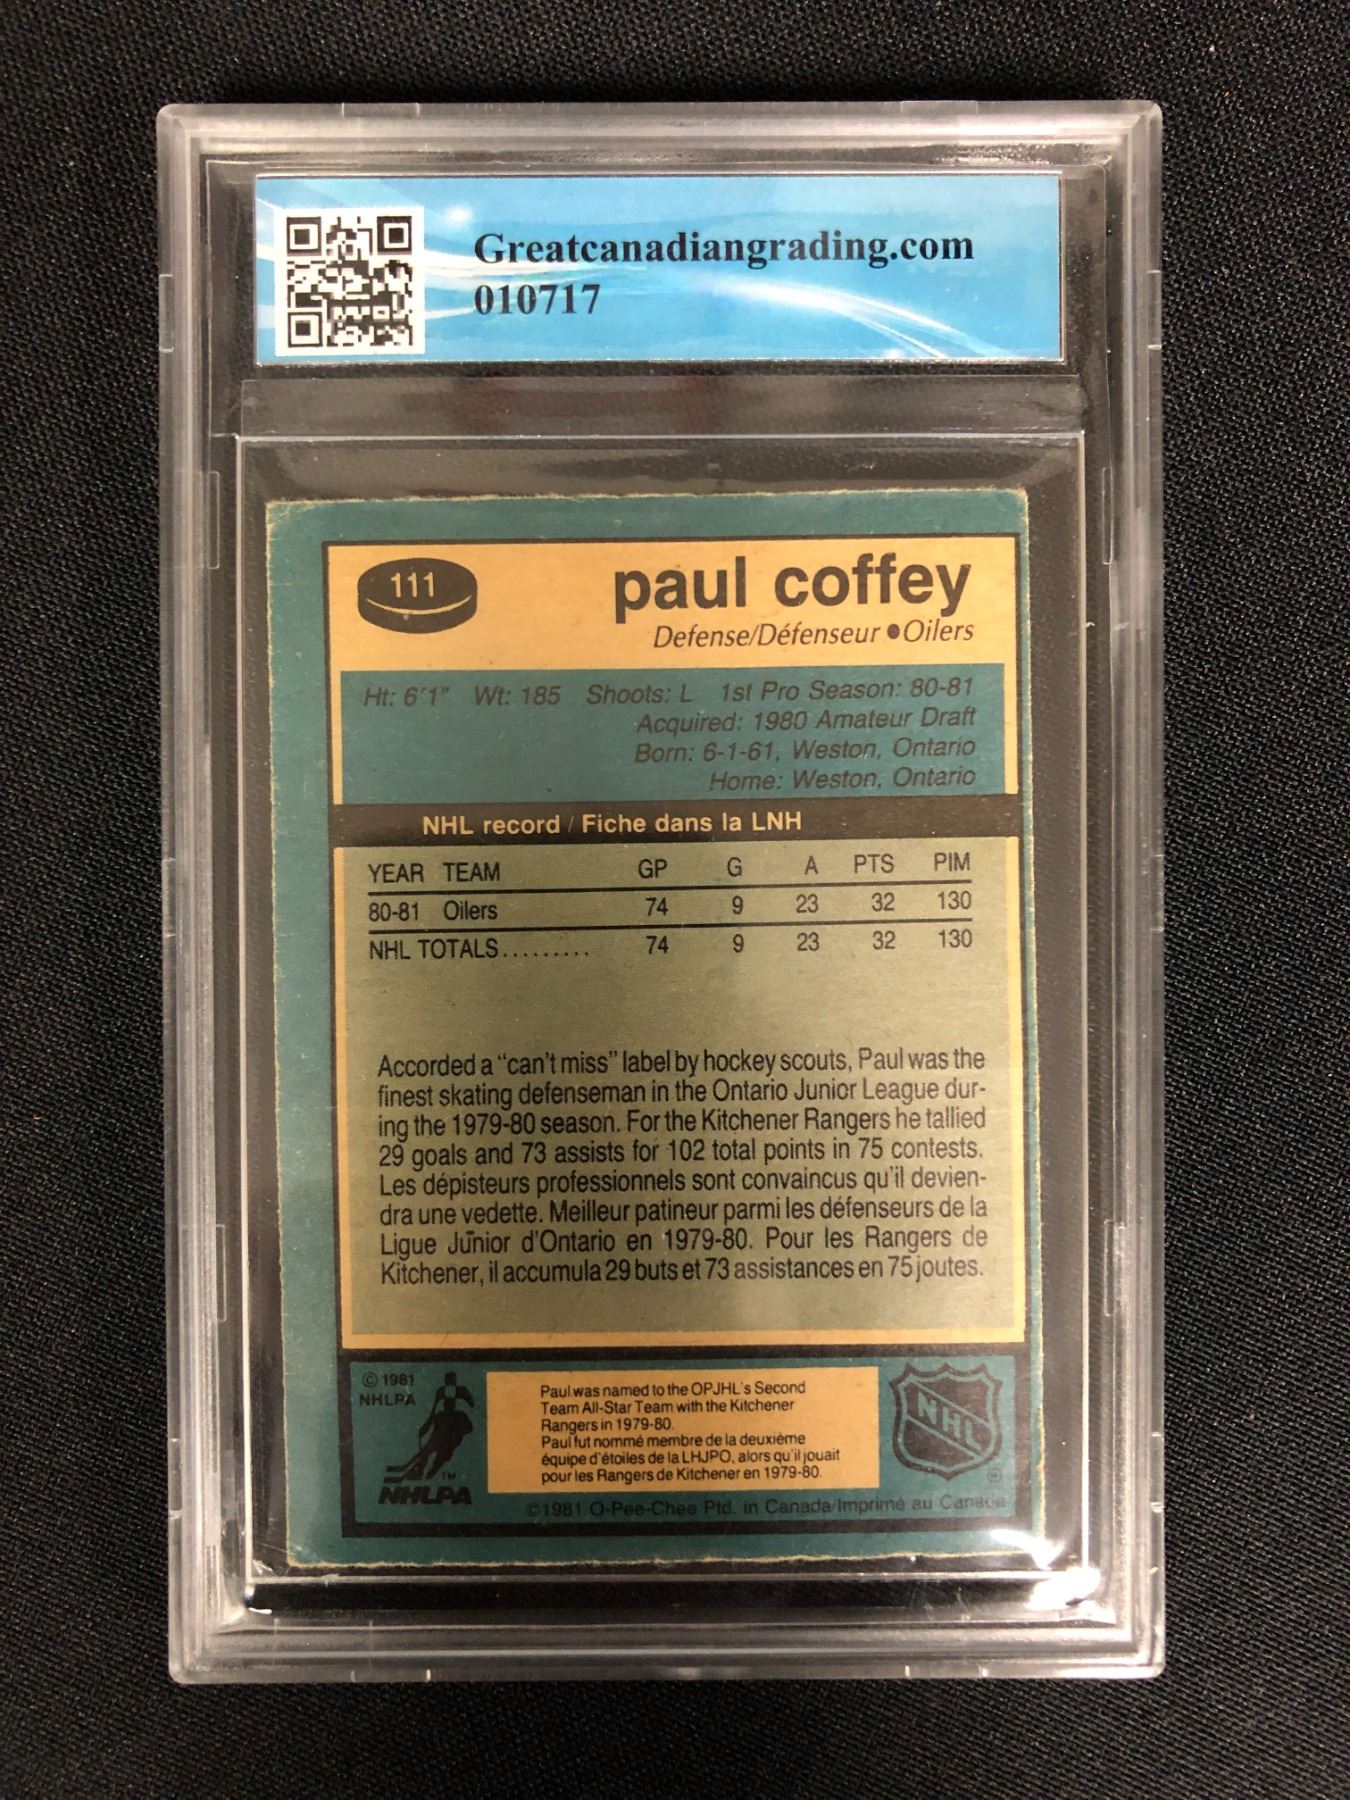 Greatcanadiangrading.com
010717
111
paul coffey
Defense/Défenseur ● Oilers
Ht: 6'1" Wt: 185 Shoots: L 1st Pro Season: 80-81
Acquired: 1980 Amateur Draft
Born: 6-1-61, Weston, Ontario
Home: Weston, Ontario
NHL record / Fiche dans la LNH
YEAR TEAM GP G A PTS PIM
80-81 Oilers 74 9 23 32 130
NHL TOTALS......... 74 9 23 32 130
Accorded a "can't miss" label by hockey scouts, Paul was the
finest skating defenseman in the Ontario Junior League dur-
ing the 1979-80 season. For the Kitchener Rangers he tallied
29 goals and 73 assists for 102 total points in 75 contests.
Les dépisteurs professionnels sont convaincus qu'il devien-
dra une vedette. Meilleur patineur parmi les défenseurs de la
Ligue Junior d'Ontario en 1979-80. Pour les Rangers de
Kitchener, il accumula 29 buts et 73 assistances en 75 joutes.
© 1981
NHLPA
TM
NHLPA
Paul was named to the OPJHL's Second
Team All-Star Team with the Kitchener
Rangers in 1979-80.
Paul fut nommé membre de la deuxième
équipe d'étoiles de la LHJPO, alors qu'il jouait
pour les Rangers de Kitchener en 1979-80.
NHL
®
©1981 O-Pee-Chee Ptd. in Canada/Imprimé au Canada